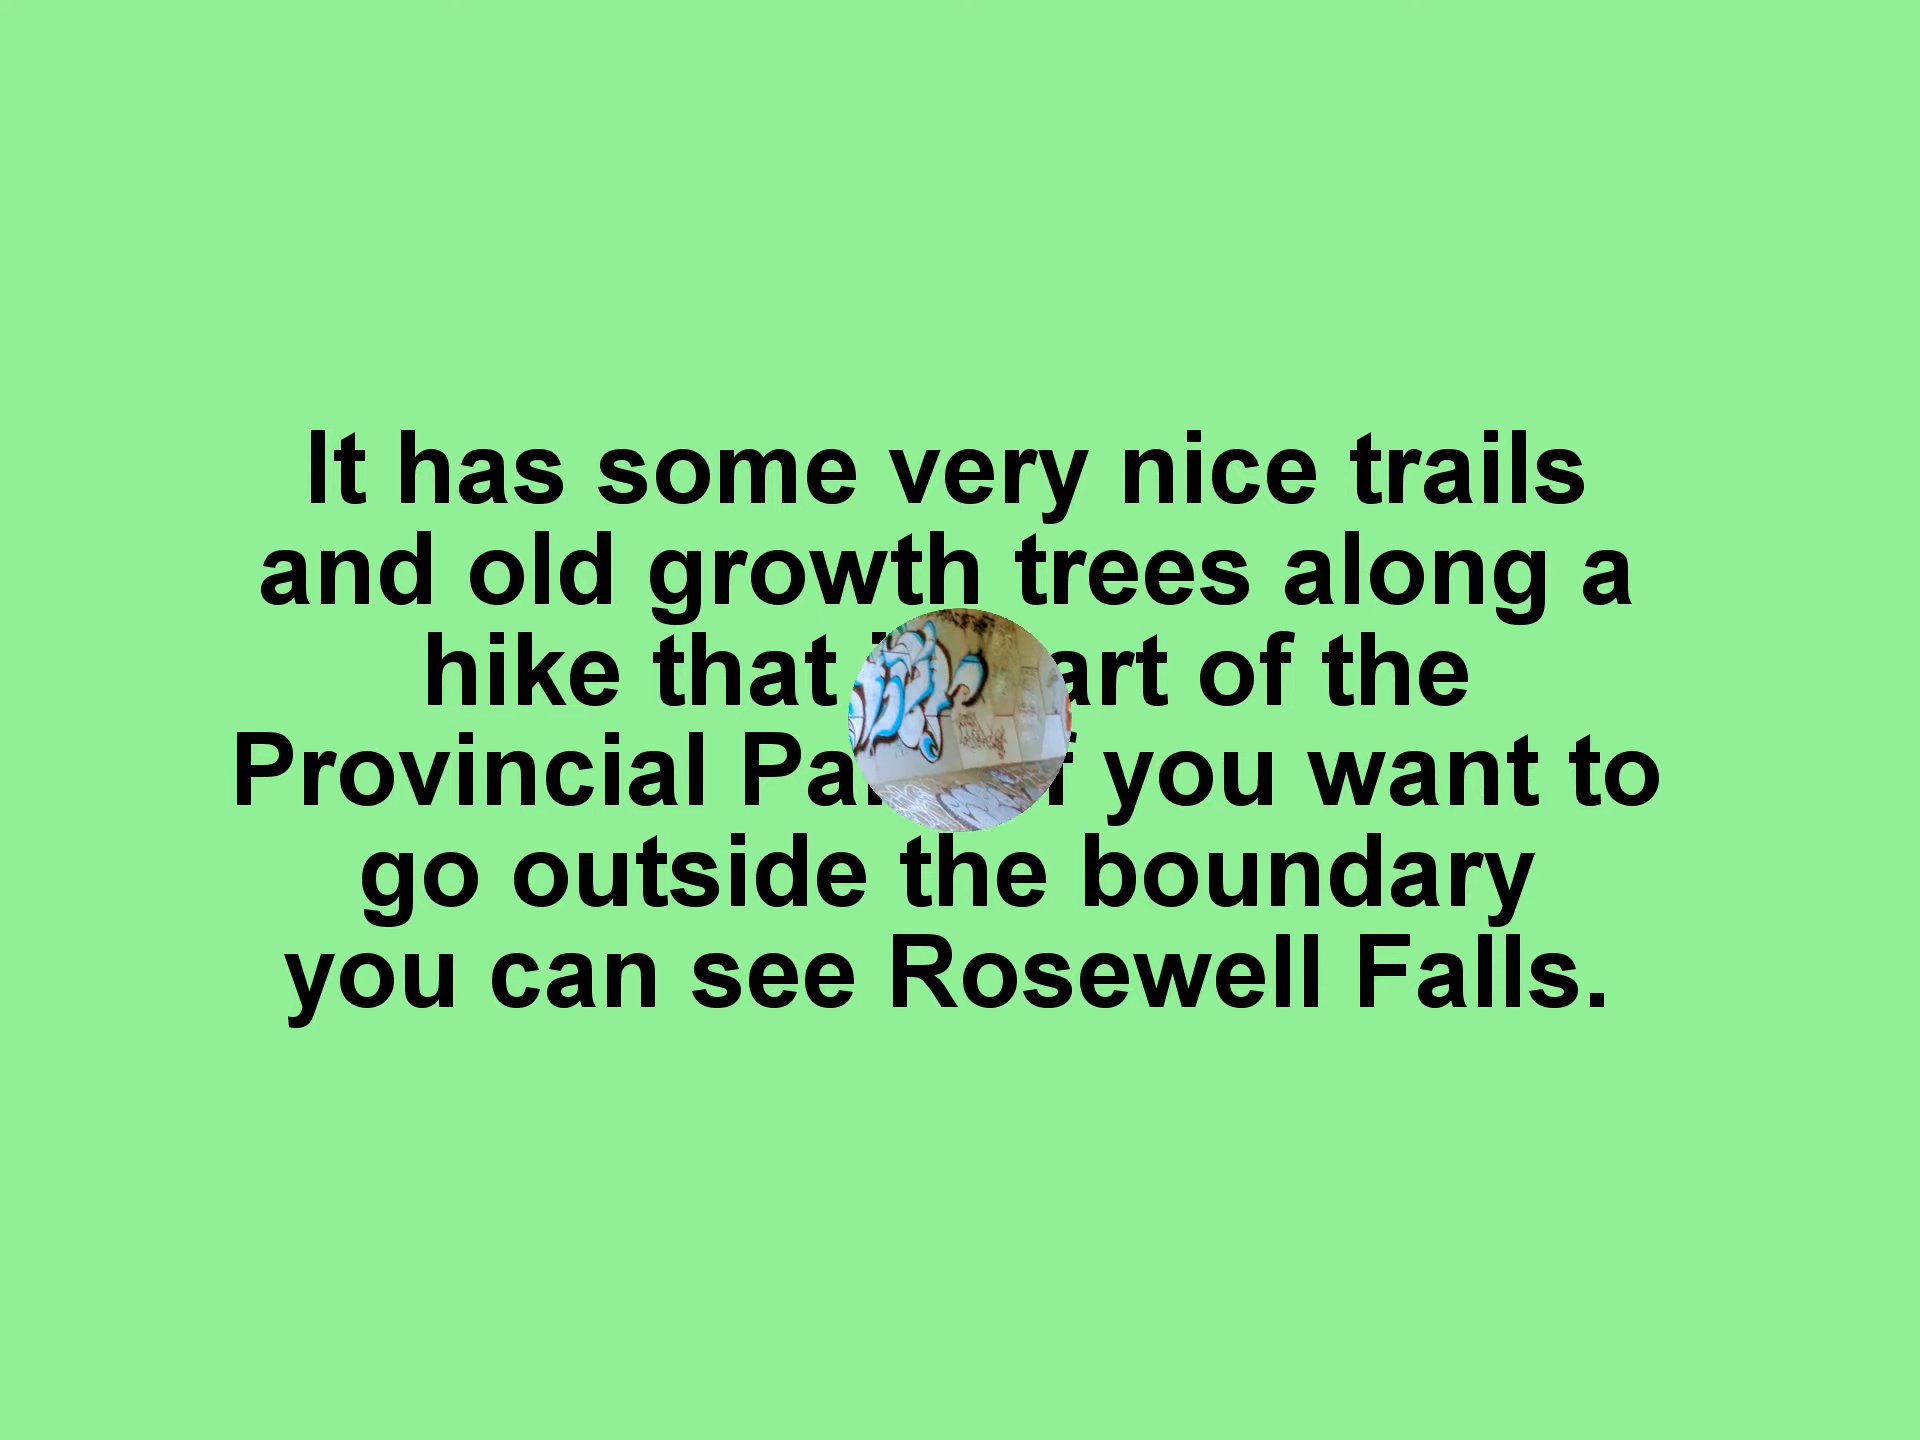 It has some very nice trails
and old growth trees along a
hike that of the
Provincial you want to
go outside the boundary
you can see Rosewell Falls.